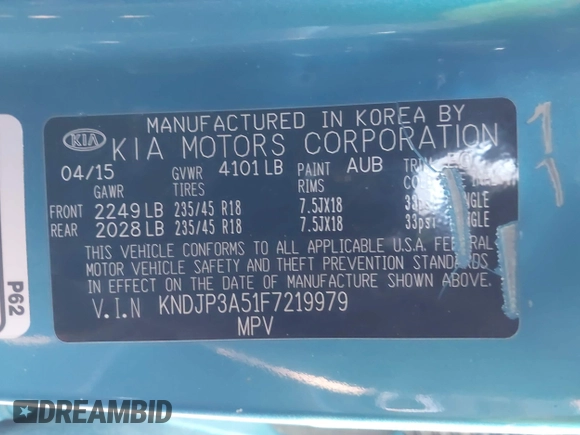 MANUFACTURED IN KOREA BY
KIA KIA MOTORS CORPORATION
04/15 GVWR 4101 LB PAINT AUB TRIM
GAWR TIRES RIMS
FRONT 2249 LB 235/45 R18 7.5JX18
REAR 2028 LB 235/45 R18 7.5JX18 33psi
THIS VEHICLE CONFORMS TO ALL APPLICABLE U.S.A. FEDERAL
MOTOR VEHICLE SAFETY AND THEFT PREVENTION STANDARDS
IN EFFECT ON THE DATE OF MANUFACTURE SHOWN ABOVE.
V.I.N KNDJP3A51F7219979
MPV
P62
DREAMBID